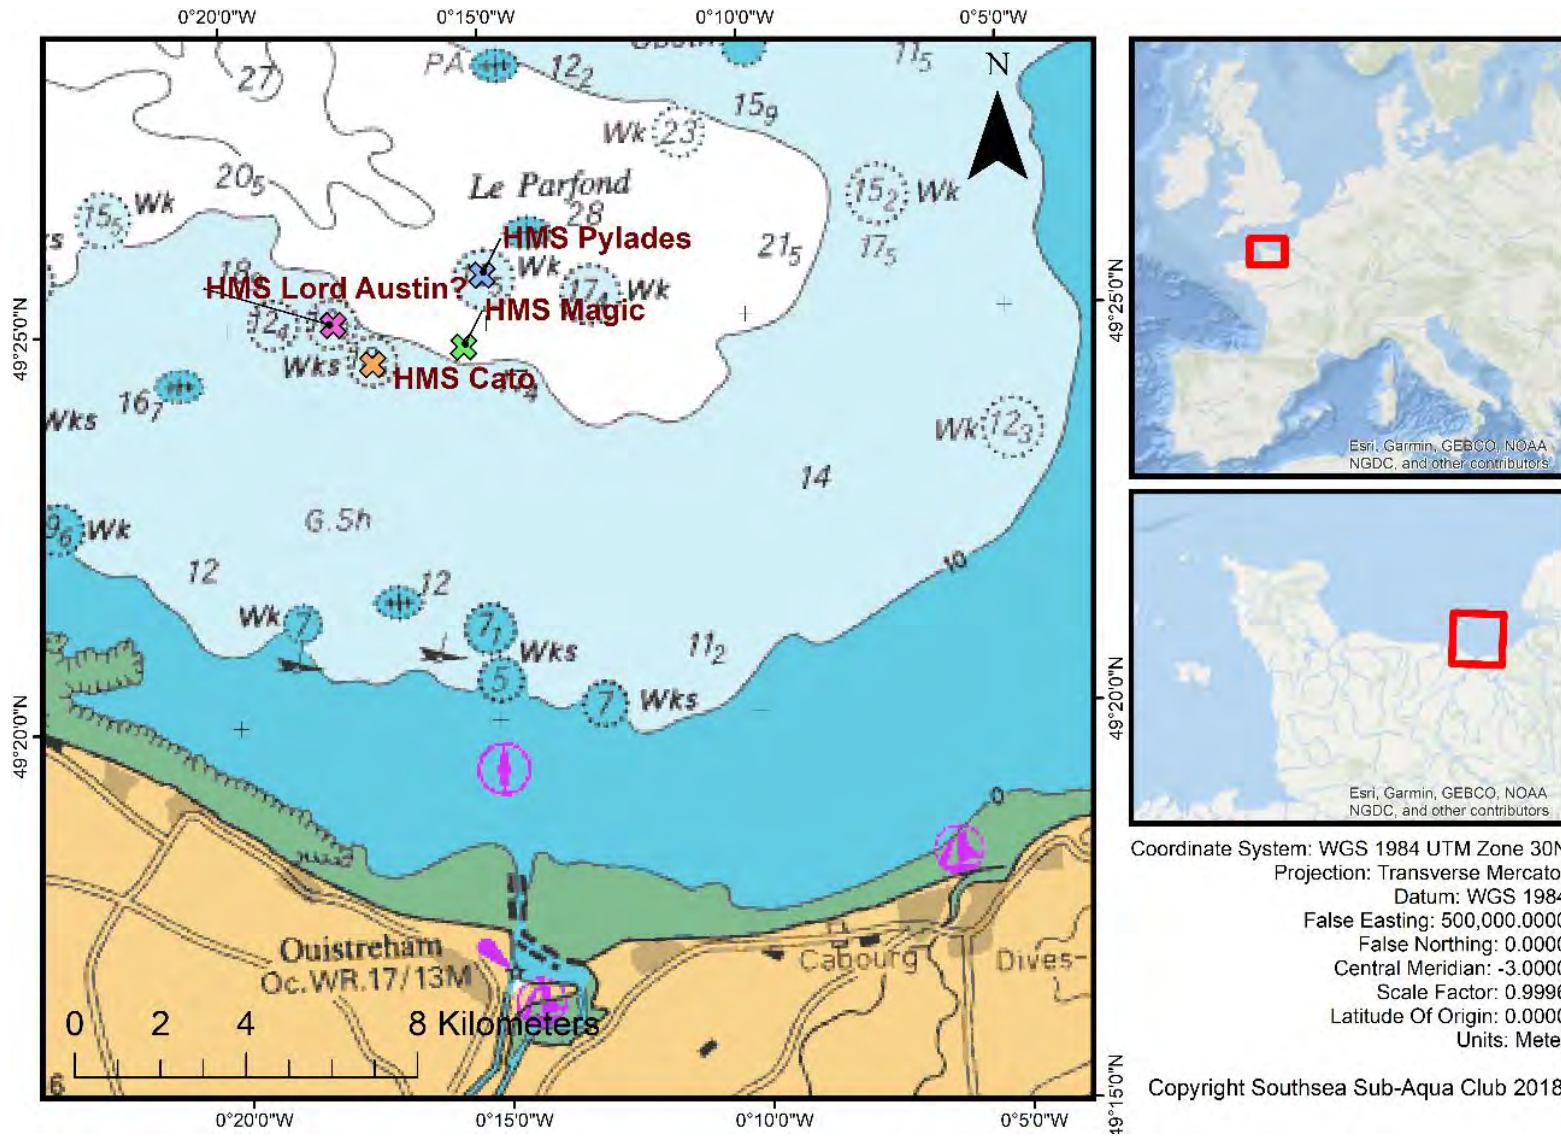 0°20'0"W 0°15'0"W 0°10'0"W 0°5'0"W
PA 12₂ 11₅
N
27
15₉
Wk 23
20₅
Le Parfond
28
15₅ Wk
15₂ Wk
HMS Pylades
21₅ 17₅
Wk
17₄ Wk
HMS Lord Austin?
HMS Magic
12₄
49°25'0"N
49°25'0"N
Wks
HMS Cato
16₇
Wks
Wk 12₃
14
G.Sh
9₆ Wk
12
12
10
Wk 7
7₁
Wks
11₂
5
7 Wks
49°20'0"N
49°20'0"N
0
Ouistreham
Oc.WR.17/13M
Cabourg Dives-
0 2 4 8 Kilometers
6
49°15'0"N
0°20'0"W 0°15'0"W 0°10'0"W 0°5'0"W
Esri, Garmin, GEBCO, NOAA
NGDC, and other contributors
Esri, Garmin, GEBCO, NOAA
NGDC, and other contributors
Coordinate System: WGS 1984 UTM Zone 30N
Projection: Transverse Mercato
Datum: WGS 1984
False Easting: 500,000.0000
False Northing: 0.0000
Central Meridian: -3.0000
Scale Factor: 0.9996
Latitude Of Origin: 0.0000
Units: Mete
Copyright Southsea Sub-Aqua Club 2018